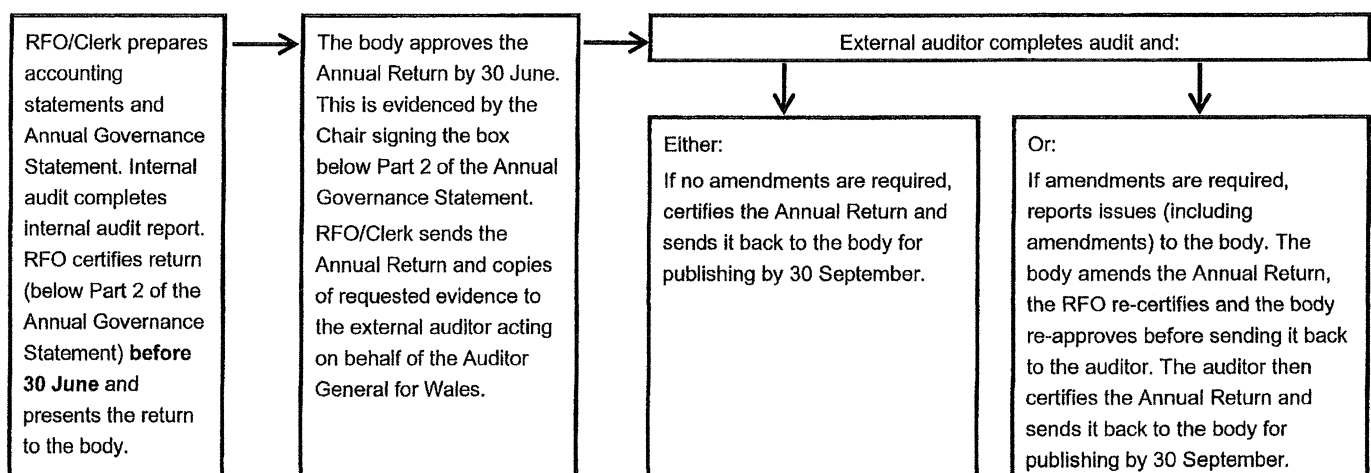 RFO/Clerk prepares
accounting
statements and
Annual Governance
Statement. Internal
audit completes
internal audit report.
RFO certifies return
(below Part 2 of the
Annual Governance
Statement) before
30 June and
presents the return
to the body.
The body approves the
Annual Return by 30 June.
This is evidenced by the
Chair signing the box
below Part 2 of the Annual
Governance Statement.
RFO/Clerk sends the
Annual Return and copies
of requested evidence to
the external auditor acting
on behalf of the Auditor
General for Wales.
External auditor completes audit and:
Either:
If no amendments are required,
certifies the Annual Return and
sends it back to the body for
publishing by 30 September.
Or:
If amendments are required,
reports issues (including
amendments) to the body. The
body amends the Annual Return,
the RFO re-certifies and the body
re-approves before sending it back
to the auditor. The auditor then
certifies the Annual Return and
sends it back to the body for
publishing by 30 September.